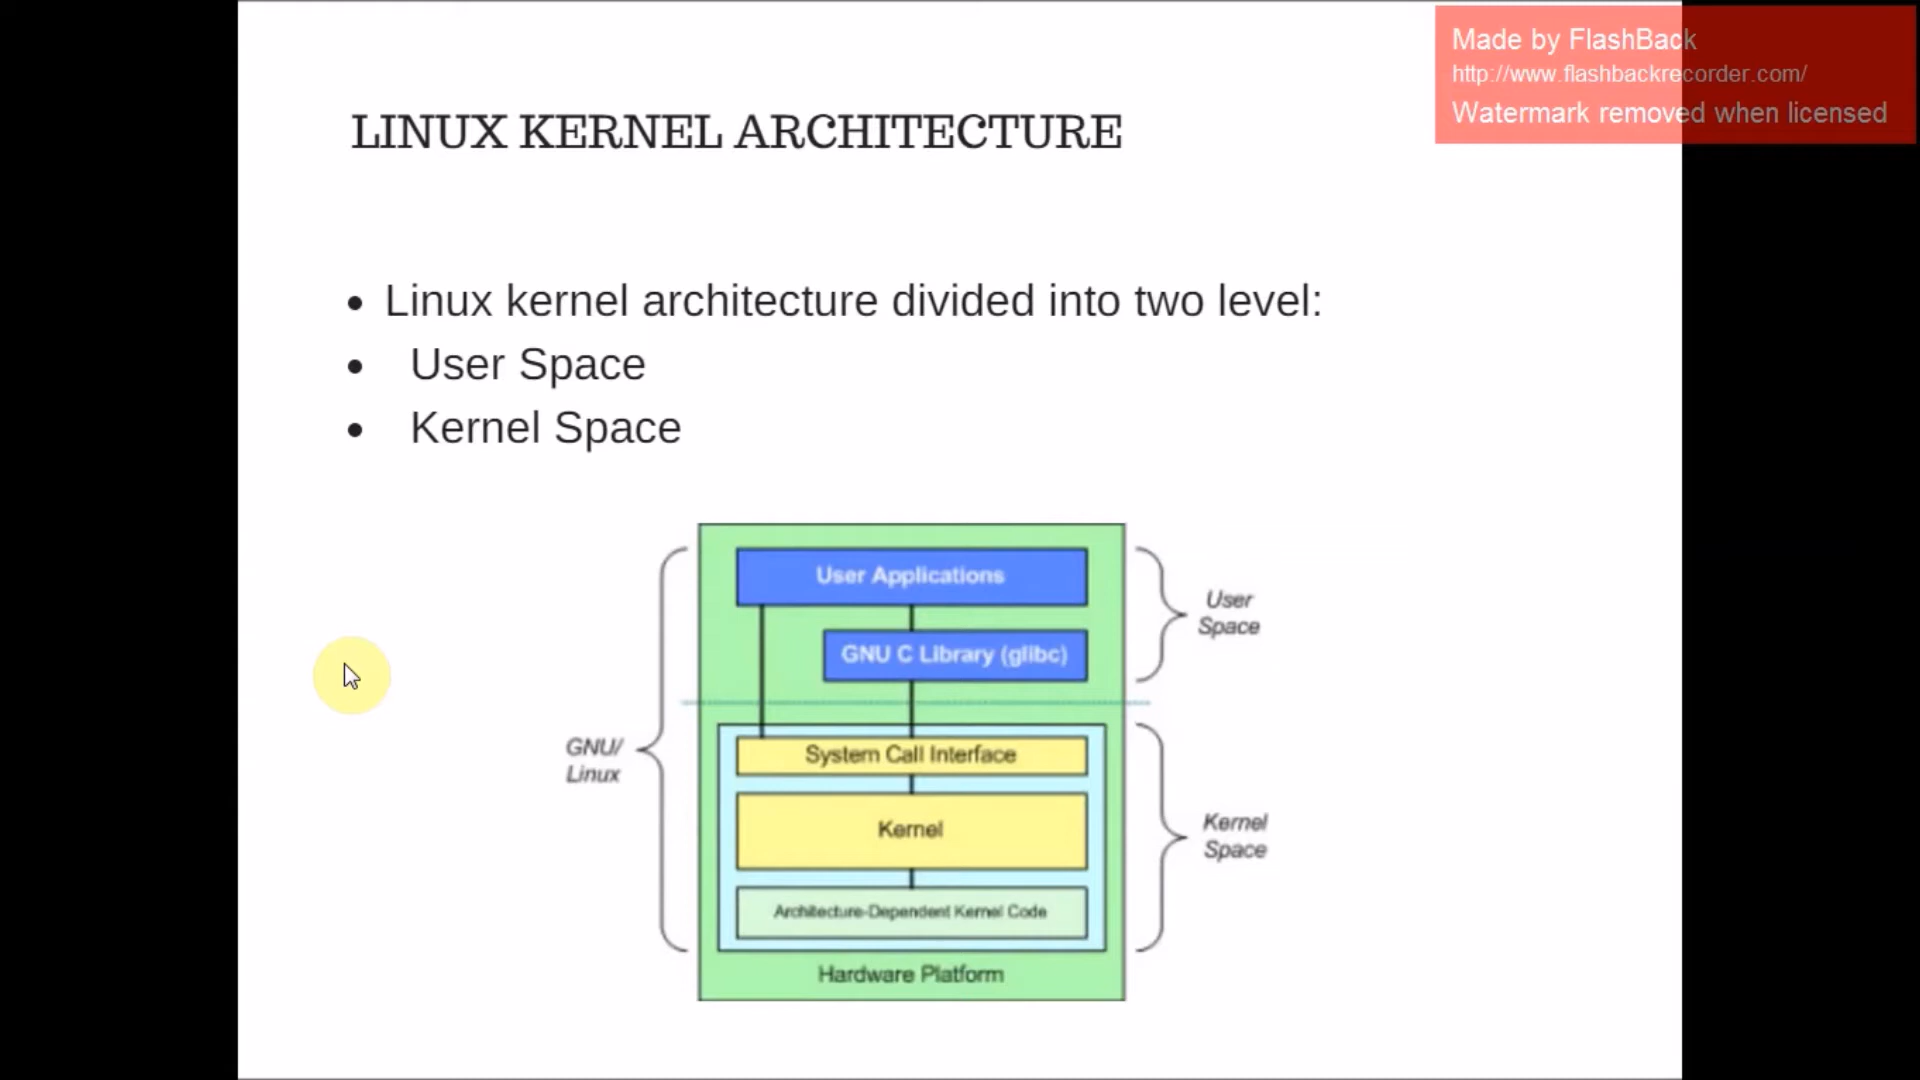 Made by FlashBack
http://www.flashbackrecorder.com/
Watermark removed when licensed
LINUX KERNEL ARCHITECTURE
• Linux kernel architecture divided into two level:
• User Space
• Kernel Space
User Applications
GNU C Library (glibc)
User
Space
GNU/
Linux
System Call Interface
Kernel
Architecture-Dependent Kernel Code
Kernel
Space
Hardware Platform